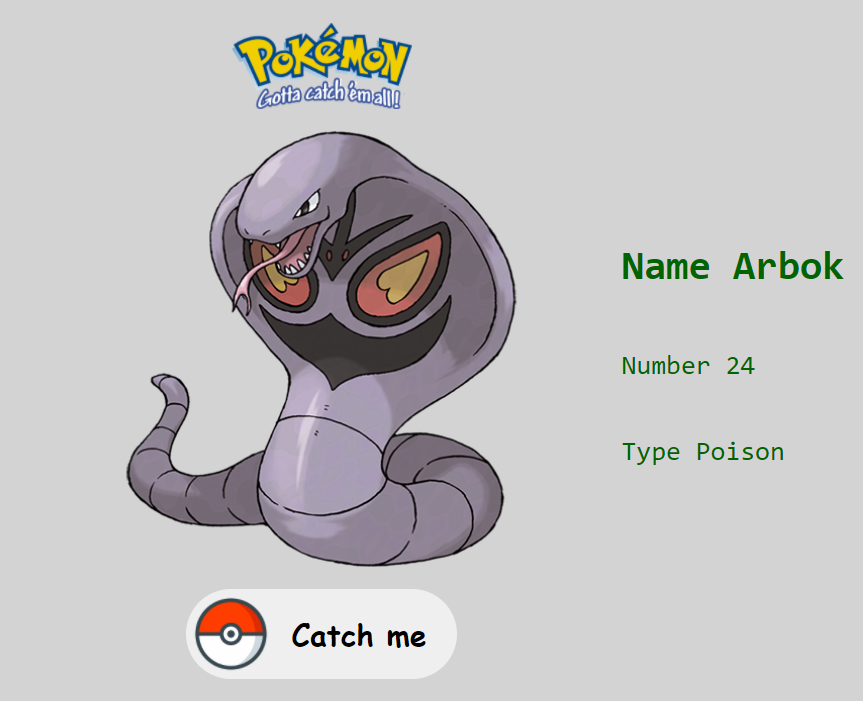 Pokémon
Gotta catch 'em all!
Name Arbok
Number 24
Type Poison
Catch me